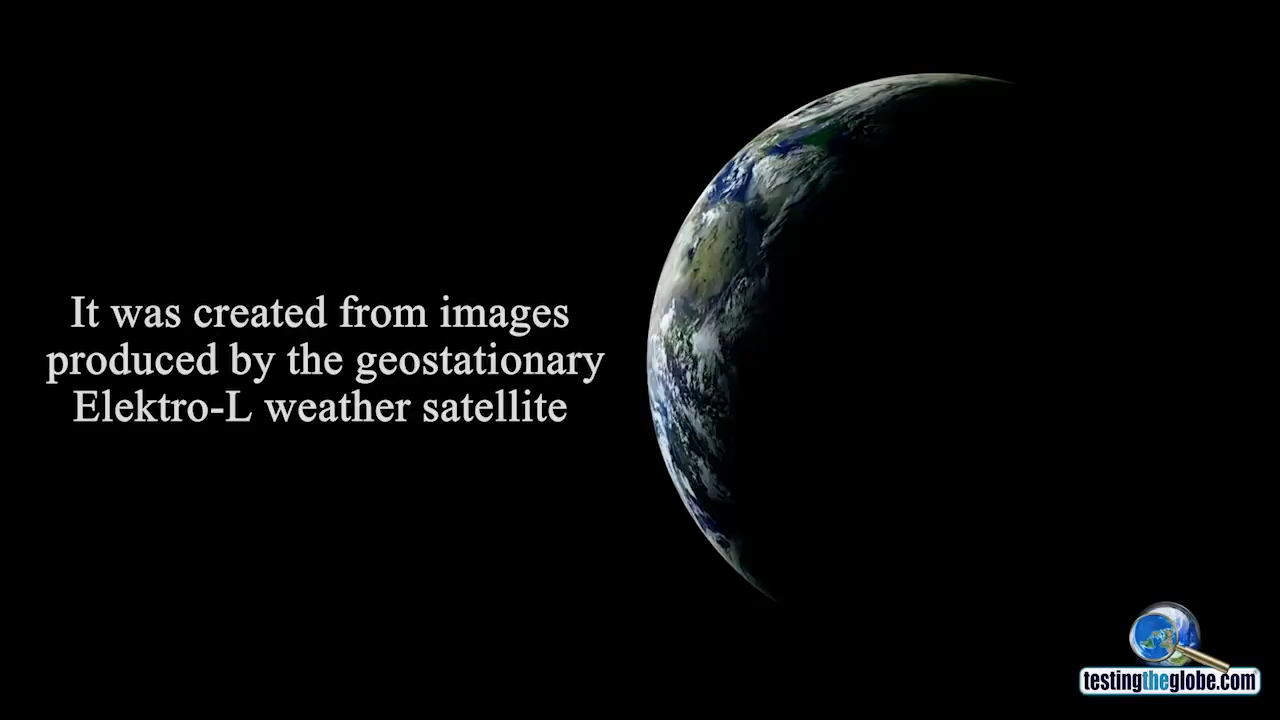 It was created from images
produced by the geostationary
Elektro-L weather satellite
testingtheglobe.com